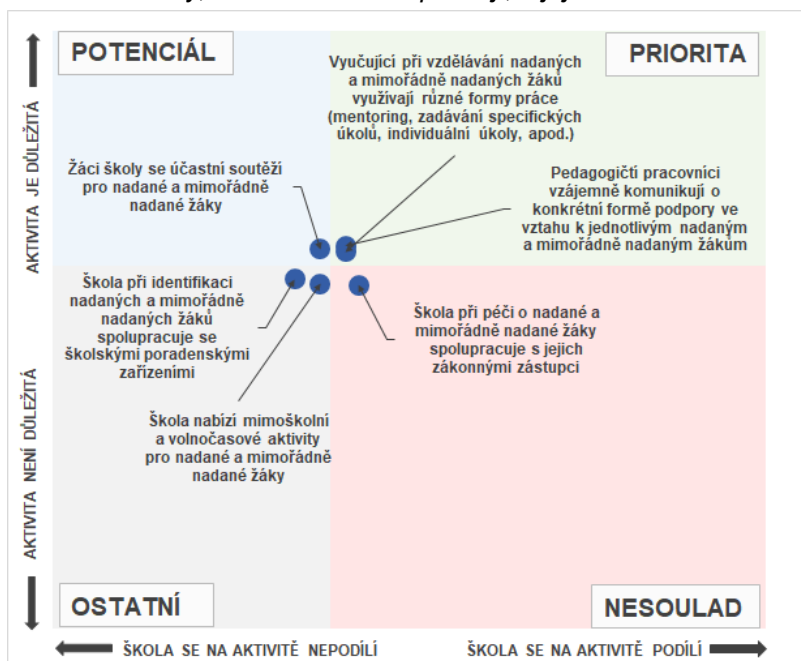 POTENCIÁL
PRIORITA
Vyučující při vzdělávání nadaných
a mimořádně nadaných žáků
využívají různé formy práce
(mentoring, zadávání specifických
úkolů, individuální úkoly, apod.)
Žáci školy se účastní soutěží
pro nadané a mimořádně
nadané žáky
Pedagogičtí pracovníci
vzájemně komunikují o
konkrétní formě podpory ve
vztahu k jednotlivým nadaným
a mimořádně nadaným žákům
Škola při identifikaci
nadaných a mimořádně
nadaných žáků
spolupracuje se
školskými poradenskými
zařízeními
Škola při péči o nadané a
mimořádně nadané žáky
spolupracuje s jejich
zákonnými zástupci
Škola nabízí mimoškolní
a volnočasové aktivity
pro nadané a mimořádně
nadané žáky
OSTATNÍ
NESOULAD
AKTIVITA JE DŮLEŽITÁ
AKTIVITA NENÍ DŮLEŽITÁ
ŠKOLA SE NA AKTIVITĚ NEPODÍLÍ
ŠKOLA SE NA AKTIVITĚ PODÍLÍ